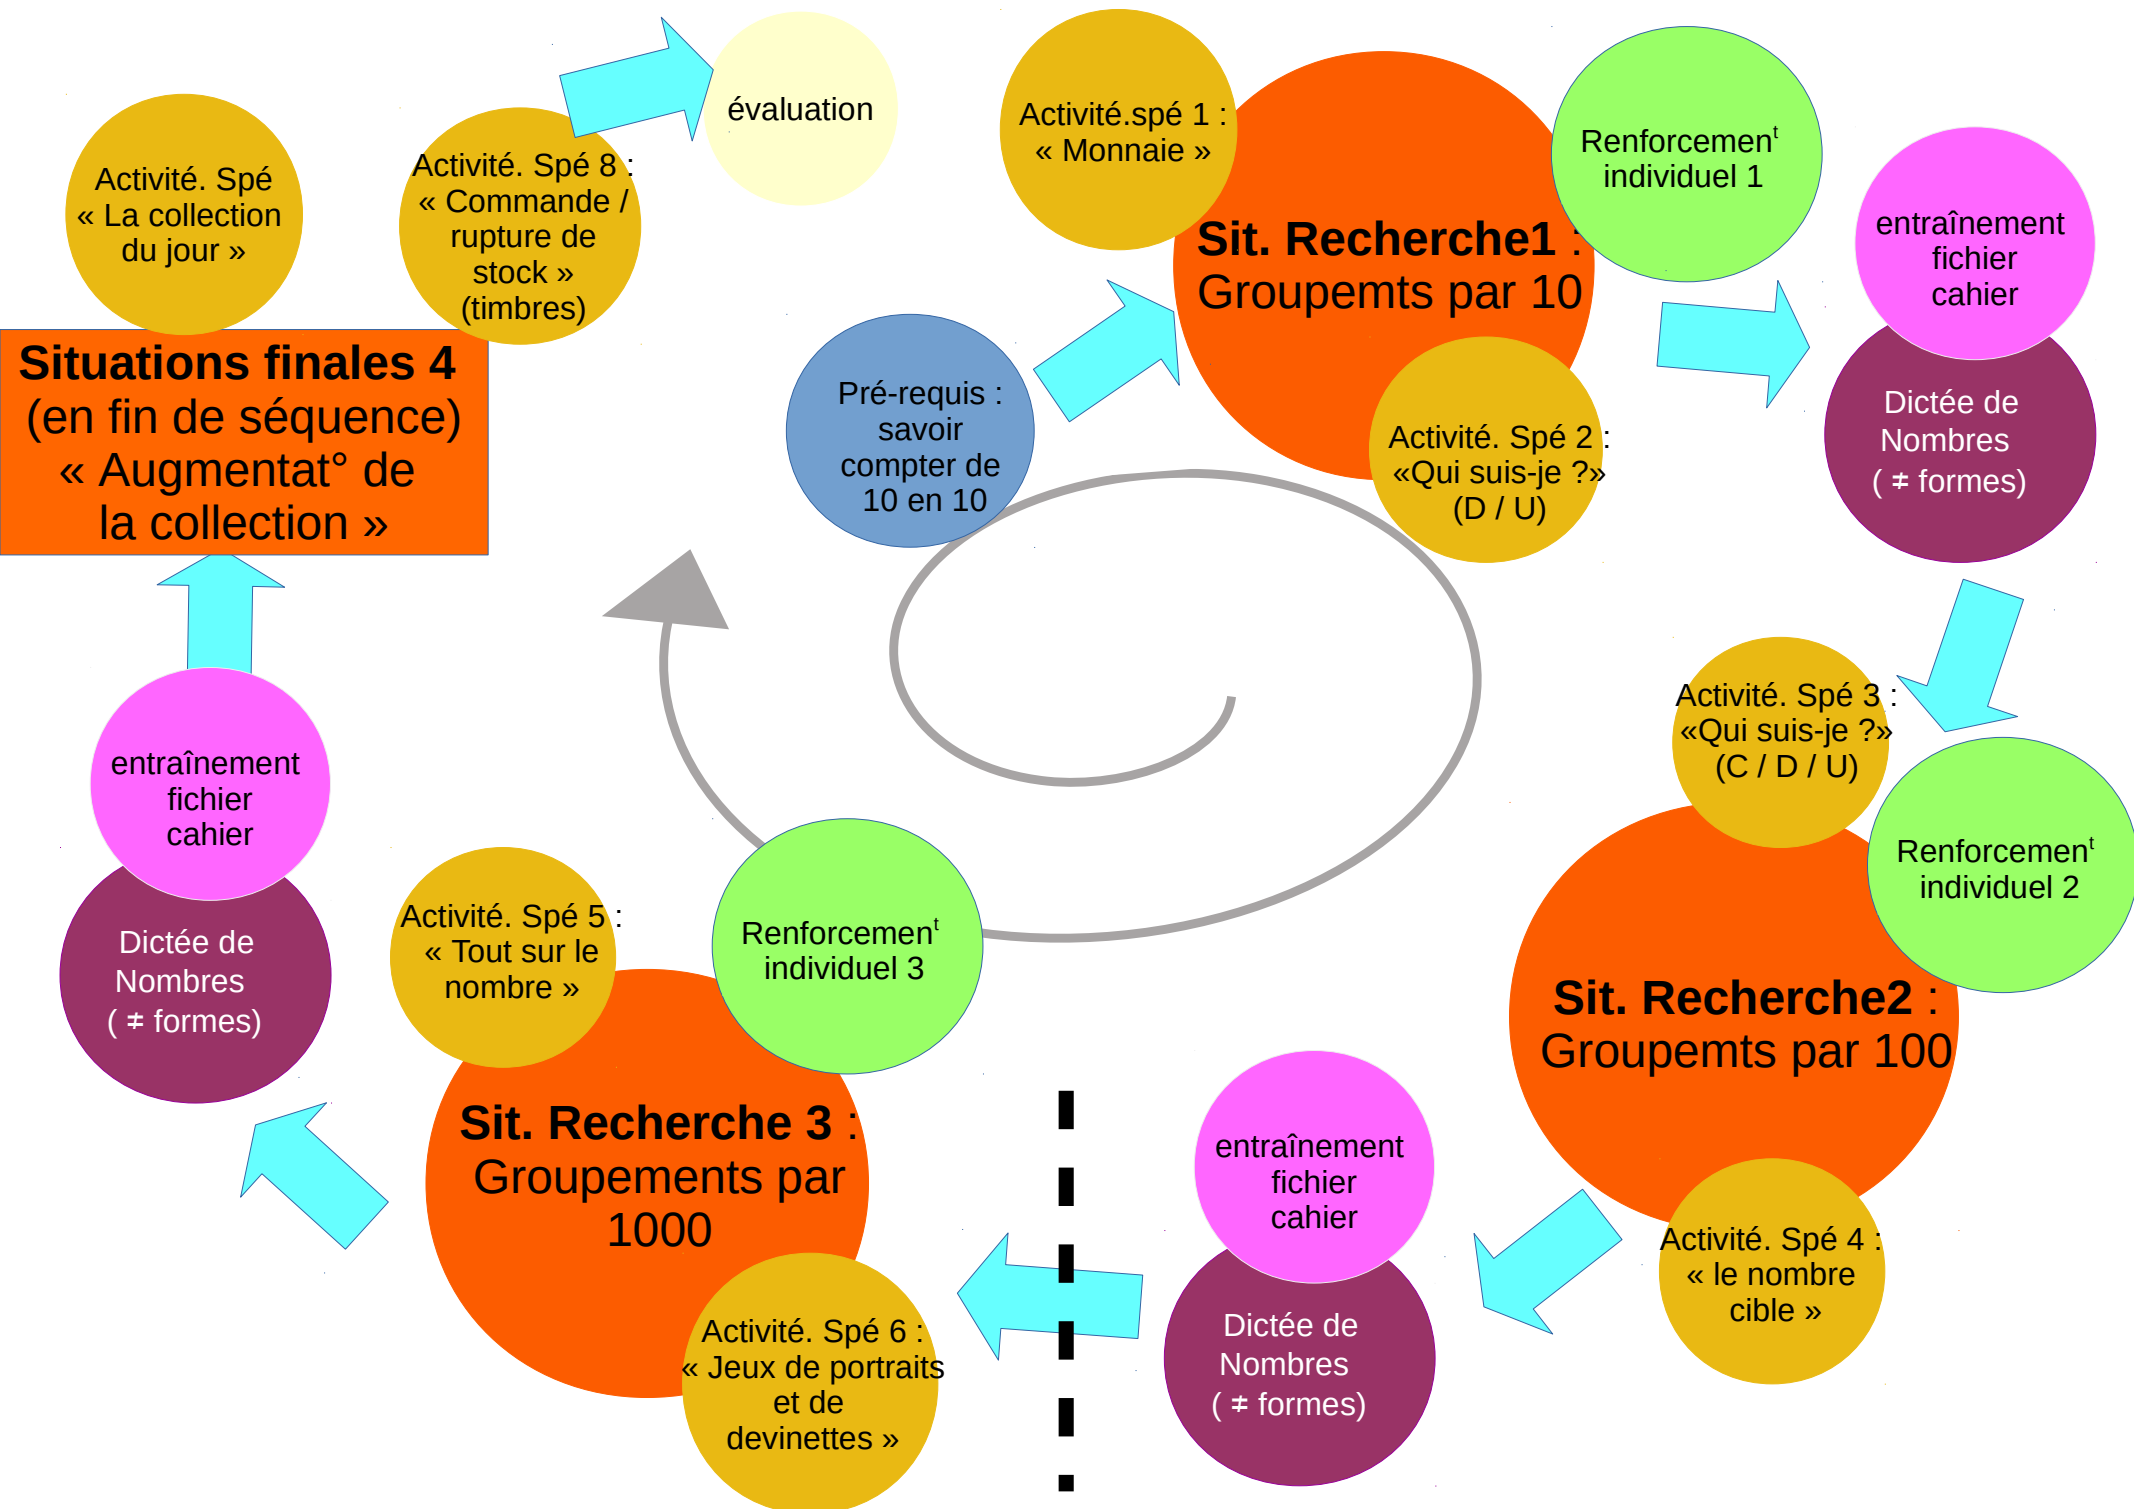 évaluation
Activité.spé 1 :
« Monnaie »
Renforcemenᵗ
individuel 1
Activité. Spé
« La collection
du jour »
Activité. Spé 8 :
« Commande /
rupture de
stock »
(timbres)
entraînement
fichier
cahier
Sit. Recherche1 :
Groupemts par 10
Situations finales 4
(en fin de séquence)
« Augmentat° de
la collection »
Pré-requis :
savoir
compter de
10 en 10
Activité. Spé 2 :
«Qui suis-je ?»
(D / U)
Dictée de
Nombres
( ≠ formes)
Activité. Spé 3 :
«Qui suis-je ?»
(C / D / U)
Renforcemenᵗ
individuel 2
Sit. Recherche2 :
Groupemts par 100
Activité. Spé 4 :
« le nombre
cible »
entraînement
fichier
cahier
Dictée de
Nombres
( ≠ formes)
Renforcemenᵗ
individuel 3
Activité. Spé 5 :
« Tout sur le
nombre »
Sit. Recherche 3 :
Groupements par
1000
Activité. Spé 6 :
« Jeux de portraits
et de
devinettes »
entraînement
fichier
cahier
Dictée de
Nombres
( ≠ formes)